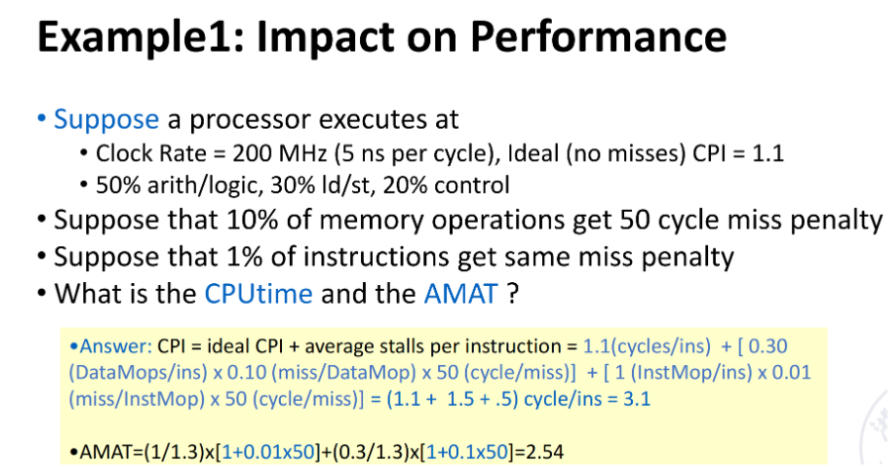 Example1: Impact on Performance
• Suppose a processor executes at
• Clock Rate = 200 MHz (5 ns per cycle), Ideal (no misses) CPI = 1.1
• 50% arith/logic, 30% ld/st, 20% control
• Suppose that 10% of memory operations get 50 cycle miss penalty
• Suppose that 1% of instructions get same miss penalty
• What is the CPUtime and the AMAT ?
•Answer: CPI = ideal CPI + average stalls per instruction = 1.1(cycles/ins) + [ 0.30
(DataMops/ins) x 0.10 (miss/DataMop) x 50 (cycle/miss)] + [ 1 (InstMop/ins) x 0.01
(miss/InstMop) x 50 (cycle/miss)] = (1.1 + 1.5 + .5) cycle/ins = 3.1
•AMAT=(1/1.3)x[1+0.01x50]+(0.3/1.3)x[1+0.1x50]=2.54